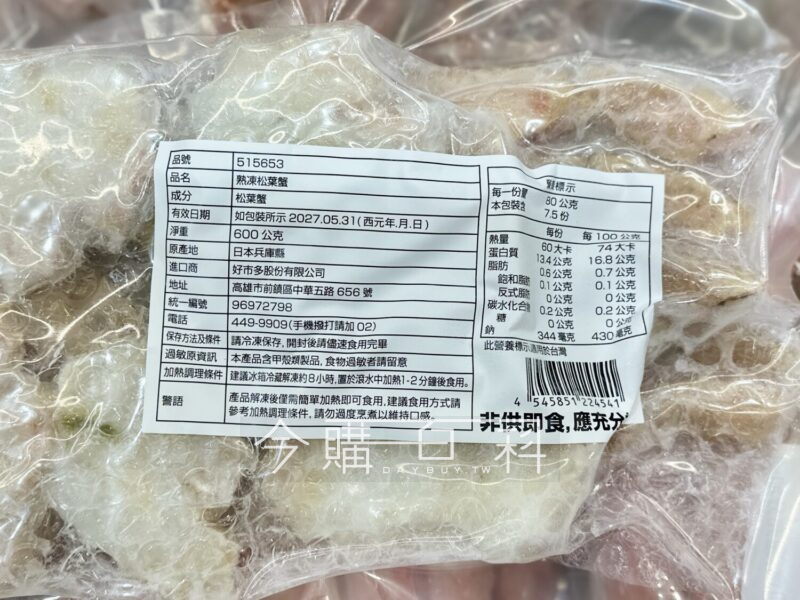 品號 515653
品名 熟凍松葉蟹
成分 松葉蟹
有效日期 如包裝所示 2027.05.31(西元年.月.日)
淨重 600 公克
原產地 日本兵庫縣
進口商 好市多股份有限公司
地址 高雄市前鎮區中華五路 656 號
統一編號 96972798
電話 449-9909(手機撥打請加 02)
保存方法及條件 請冷凍保存,開封後請儘速食用完畢
過敏原資訊 本產品含甲殼類製品,食物過敏者請留意
加熱調理條件 建議冰箱冷藏解凍約8小時,置於滾水中加熱1-2分鐘後食用。
警語 產品解凍後僅需簡單加熱即可食用,建議食用方式請
參考加熱調理條件,請勿過度烹煮以維持口感。
標示
每一份量 80 公克
本包裝含 7.5 份
每份 每 100 公克
熱量 60 大卡 74 大卡
蛋白質 13.4 公克 16.8 公克
脂肪 0.6 公克 0.7 公克
飽和脂肪 0.1 公克 0.1 公克
反式脂肪 0 公克 0 公克
碳水化合物 0.2 公克 0.2 公克
糖 0 公克 0 公克
鈉 344 毫克 430 毫克
此營養標示適用於台灣
4 545851 224541
非供即食,應充分
今購百科
DAYBUY.TW